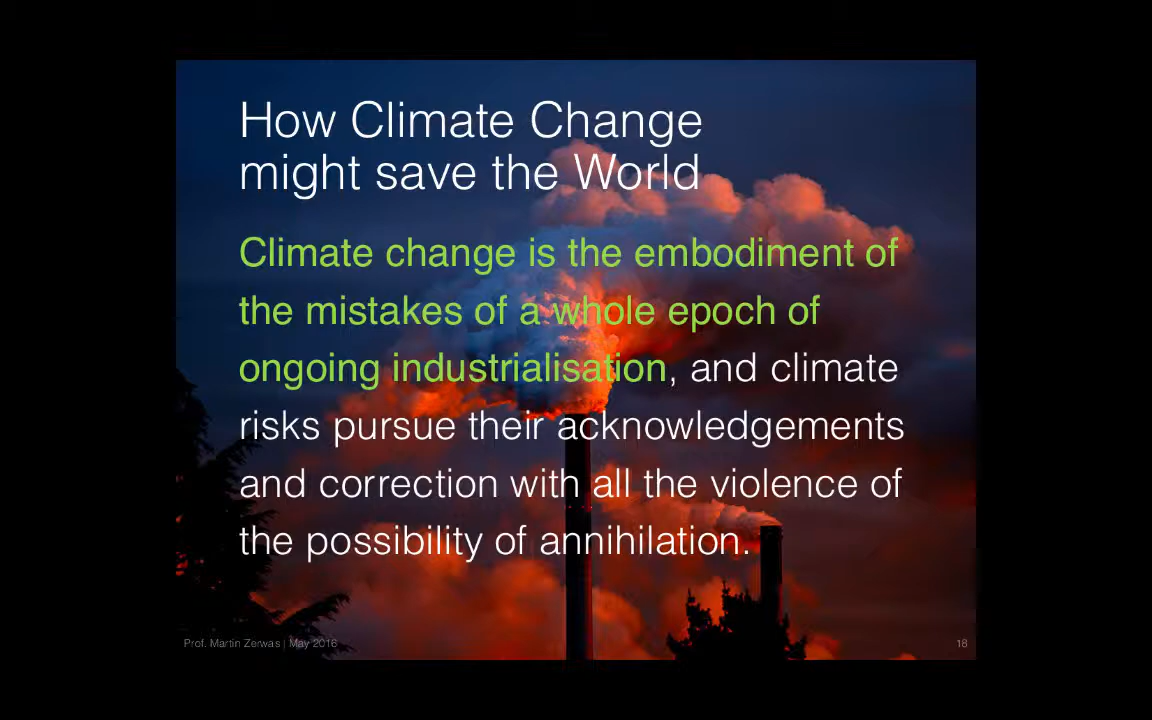 How Climate Change
might save the World
Climate change is the embodiment of
the mistakes of a whole epoch of
ongoing industrialisation, and climate
risks pursue their acknowledgements
and correction with all the violence of
the possibility of annihilation.
Prof. Martin Zerwas | May 2016
18